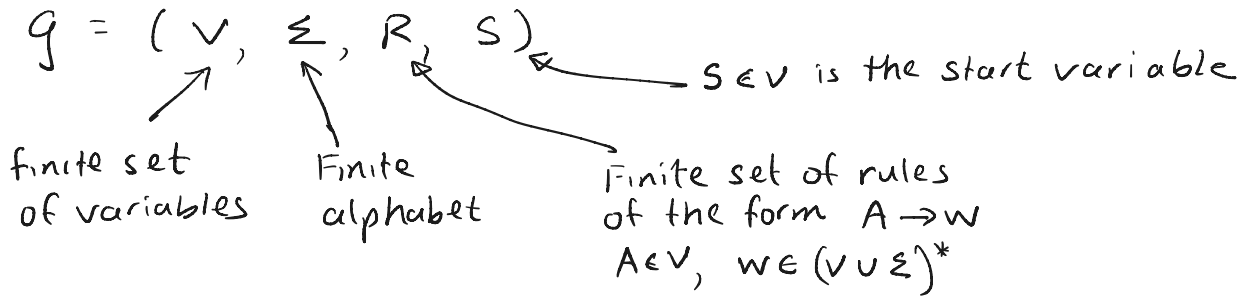 G = (V, Σ, R, S)
S ∈ V is the start variable
finite set
of variables
Finite
alphabet
Finite set of rules
of the form A → w
A ∈ V, w ∈ (V ∪ Σ)*